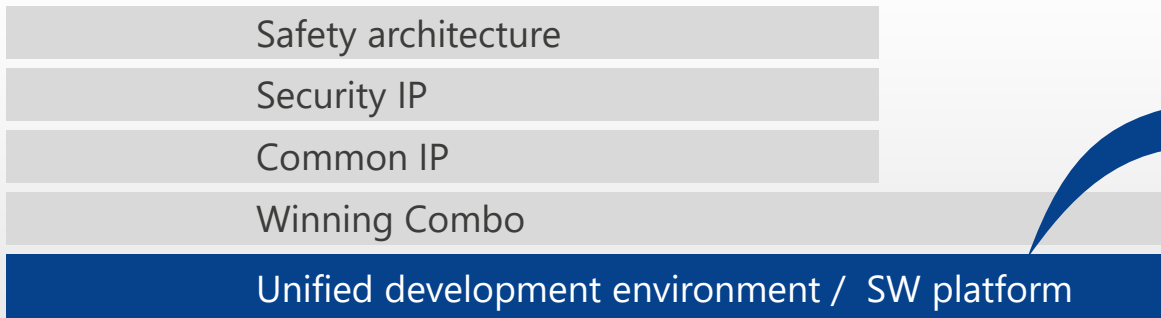 Safety architecture
Security IP
Common IP
Winning Combo
Unified development environment / SW platform